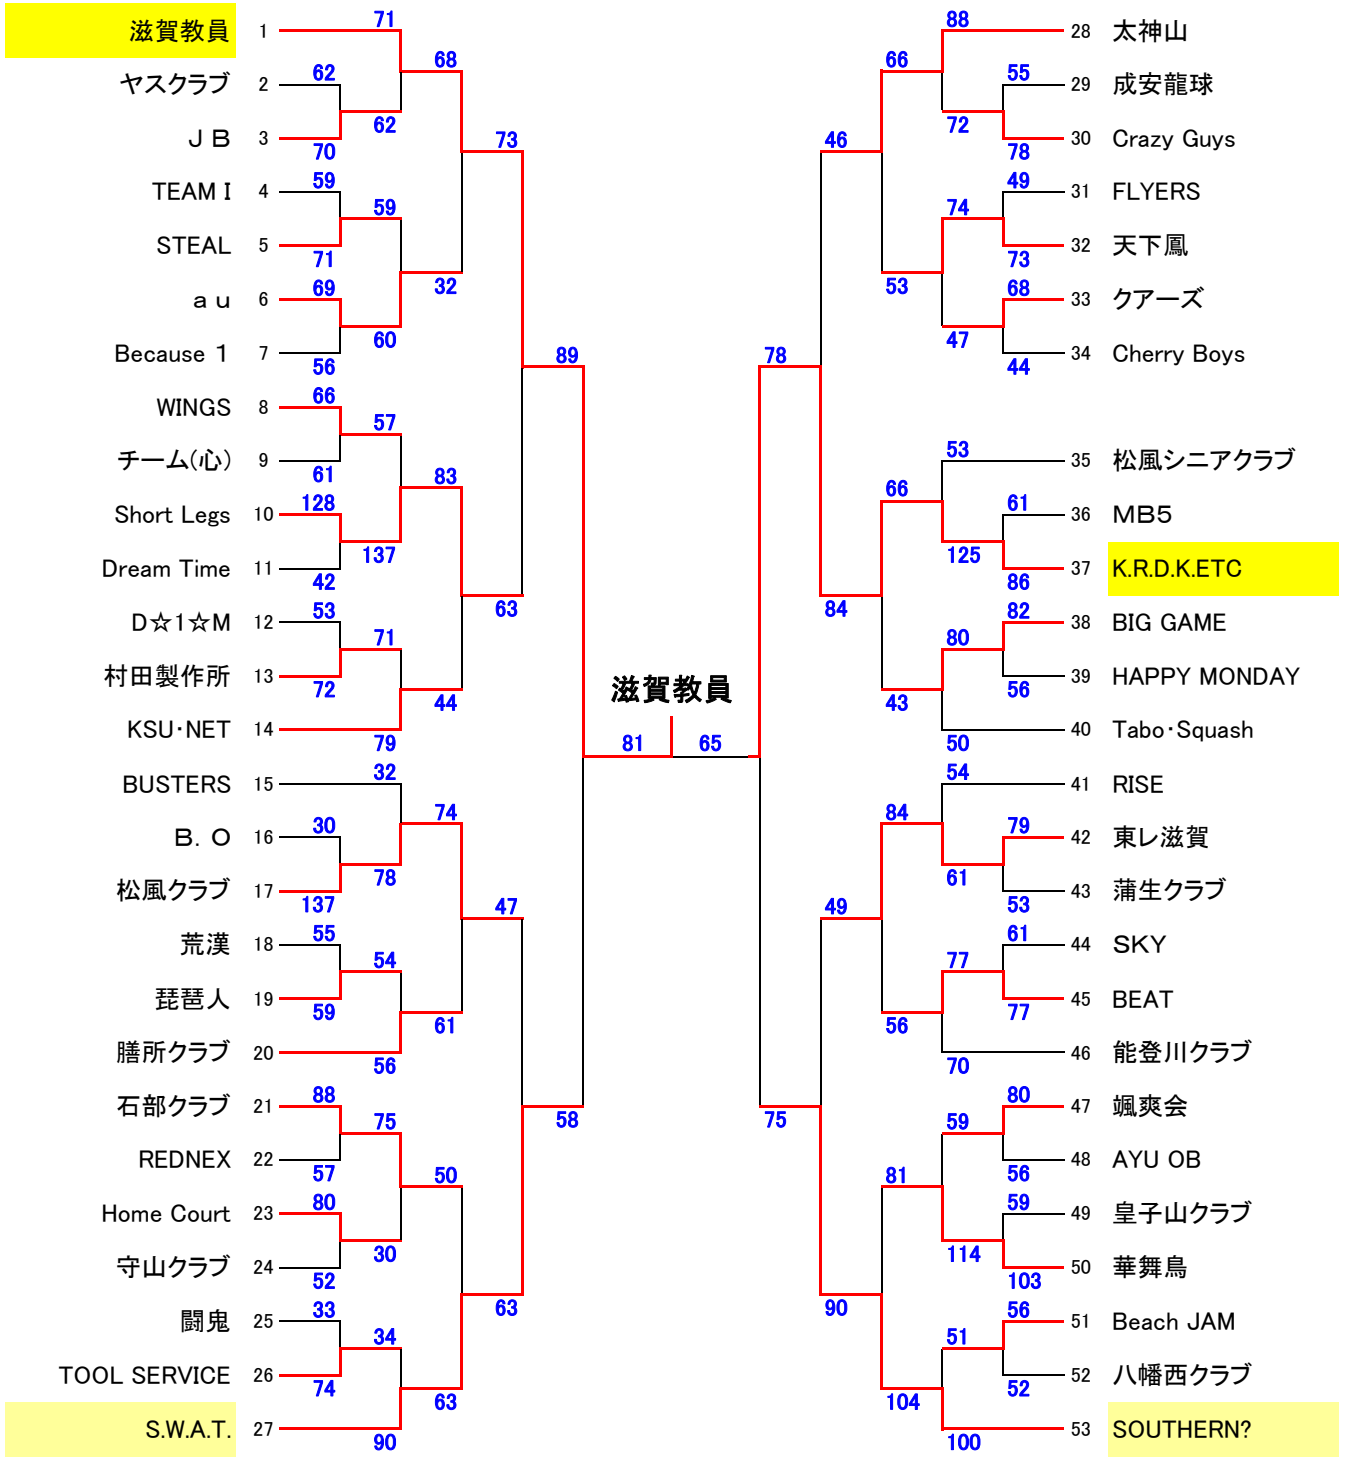 滋賀教員 1 71 88 28 太神山
68 66
ヤスクラブ 2 62 55 29 成安龍球
62 72
ＪＢ 3 70 73 46 78 30 Crazy Guys
TEAM I 4 59 49 31 FLYERS
59 74
STEAL 5 71 73 32 天下鳳
32 53
ａｕ 6 69 68 33 クアーズ
60 47
Because １ 7 56 89 78 44 34 Cherry Boys
WINGS 8 66
57
チーム(心) 9 61 53 35 松風シニアクラブ
83 66
Short Legs 10 128 61 36 ＭＢ５
137 125
Dream Time 11 42 86 37 K.R.D.K.ETC
63 84
D☆1☆M 12 53 82 38 BIG GAME
71 80
村田製作所 13 72 56 39 HAPPY MONDAY
44 滋賀教員 43
KSU・NET 14 79 81 65 50 40 Tabo・Squash
BUSTERS 15 32 54 41 RISE
74 84
Ｂ．Ｏ 16 30 79 42 東レ滋賀
78 61
松風クラブ 17 137 53 43 蒲生クラブ
47 49
荒漢 18 55 61 44 ＳＫＹ
54 77
琵琶人 19 59 77 45 BEAT
61 56
膳所クラブ 20 56 70 46 能登川クラブ
石部クラブ 21 88 80 47 颯爽会
75 58 75 59
REDNEX 22 57 56 48 AYU OB
50 81
Home Court 23 80 59 49 皇子山クラブ
30 114
守山クラブ 24 52 103 50 華舞鳥
63 90
闘鬼 25 33 56 51 Beach JAM
34 51
TOOL SERVICE 26 74 52 52 八幡西クラブ
63 104
S.W.A.T. 27 90 100 53 SOUTHERN?